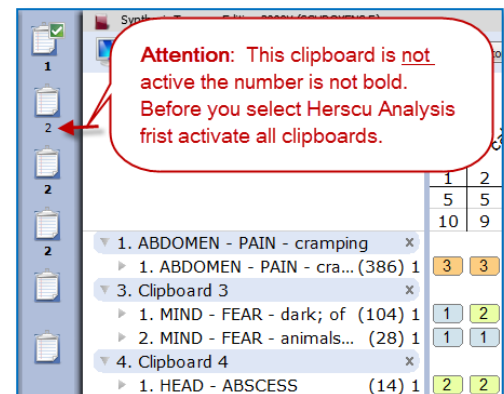 Edition
Attention: This clipboard is not
active the number is not bold.
Before you select Herscu Analysis
frist activate all clipboards.
1
2
2
2
1 2
5 5
10 9
1. ABDOMEN - PAIN - cramping x
1. ABDOMEN - PAIN - cra... (386) 1 3 3
3. Clipboard 3 x
1. MIND - FEAR - dark; of (104) 1 1 2
2. MIND - FEAR - animals... (28) 1 1 1
4. Clipboard 4 x
1. HEAD - ABSCESS (14) 1 2 2